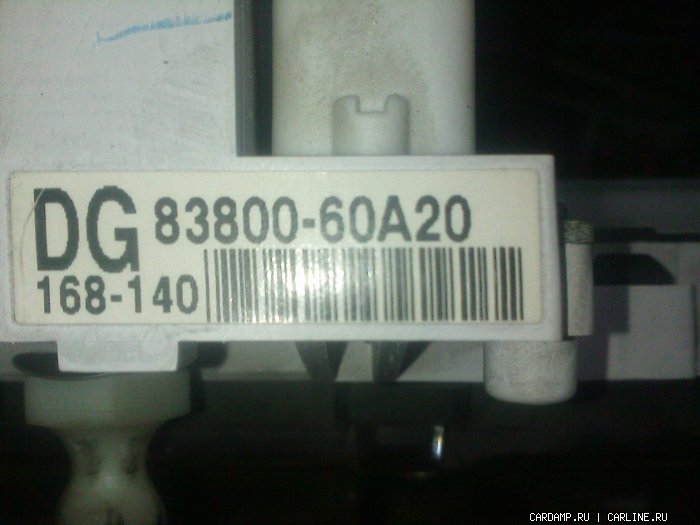 DG 83800-60A20
168-140
CARDAMP.RU | CARLINE.RU